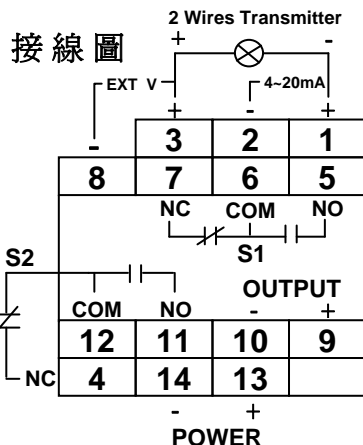 2 Wires Transmitter
接線圖
+ -
EXT V 4~20mA
- + - +
3 2 1
8 7 6 5
NC COM NO
S1
S2
OUTPUT
COM NO - +
12 11 10 9
NC 4 14 13
- +
POWER